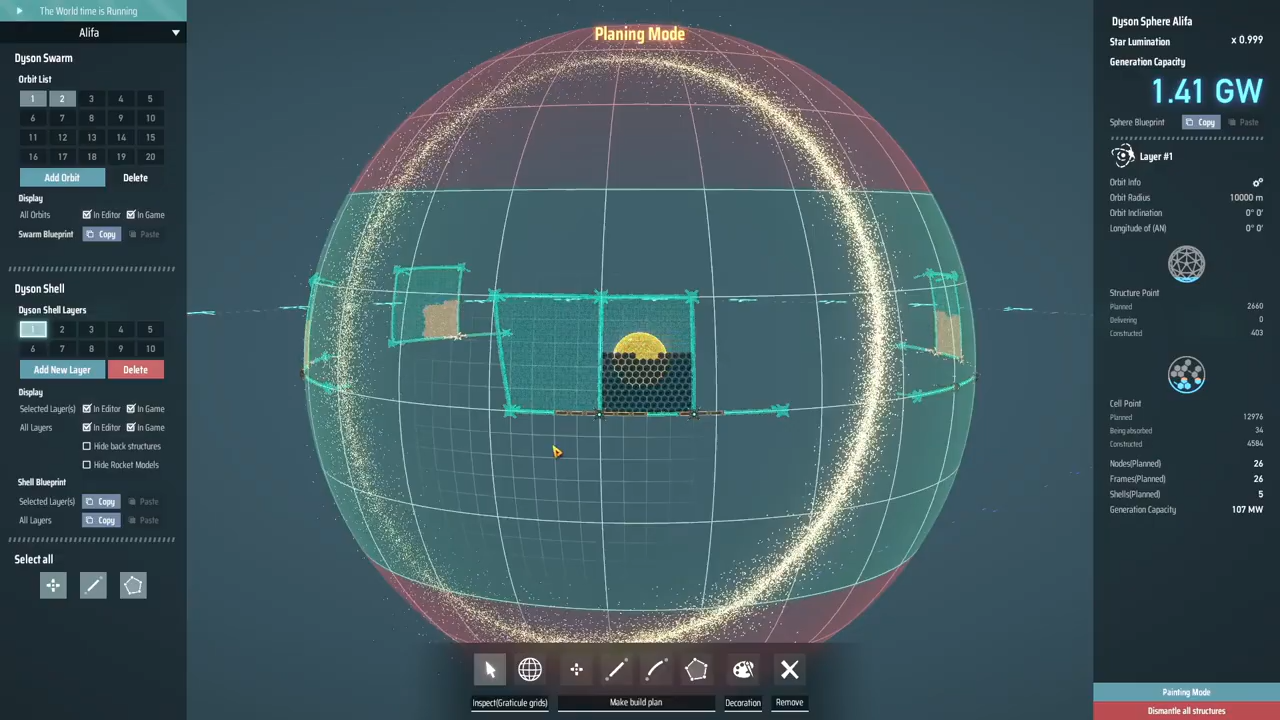 The World time is Running
Alifa
Dyson Swarm
Orbit List
1 2 3 4 5
6 7 8 9 10
11 12 13 14 15
16 17 18 19 20
Add Orbit Delete
Display
All Orbits In Editor In Game
Swarm Blueprint Copy Paste
Dyson Shell
Dyson Shell Layers
1 2 3 4 5
6 7 8 9 10
Add New Layer Delete
Display
Selected Layer(s) In Editor In Game
All Layers In Editor In Game
Hide back structures
Hide Rocket Models
Shell Blueprint
Selected Layer(s) Copy Paste
All Layers Copy Paste
Select all
Planing Mode
Inspect(Graticule grids) Make build plan Decoration Remove
Dyson Sphere Alifa
Star Lumination x 0.999
Generation Capacity
1.41 GW
Sphere Blueprint Copy Paste
Layer #1
Orbit Info
Orbit Radius 10000 m
Orbit Inclination 0° 0'
Longitude of (AN) 0° 0'
Structure Point
Planned 2660
Delivering 0
Constructed 403
Cell Point
Planned 12976
Being absorbed 34
Constructed 4584
Nodes(Planned) 26
Frames(Planned) 26
Shells(Planned) 5
Generation Capacity 107 MW
Painting Mode
Dismantle all structures